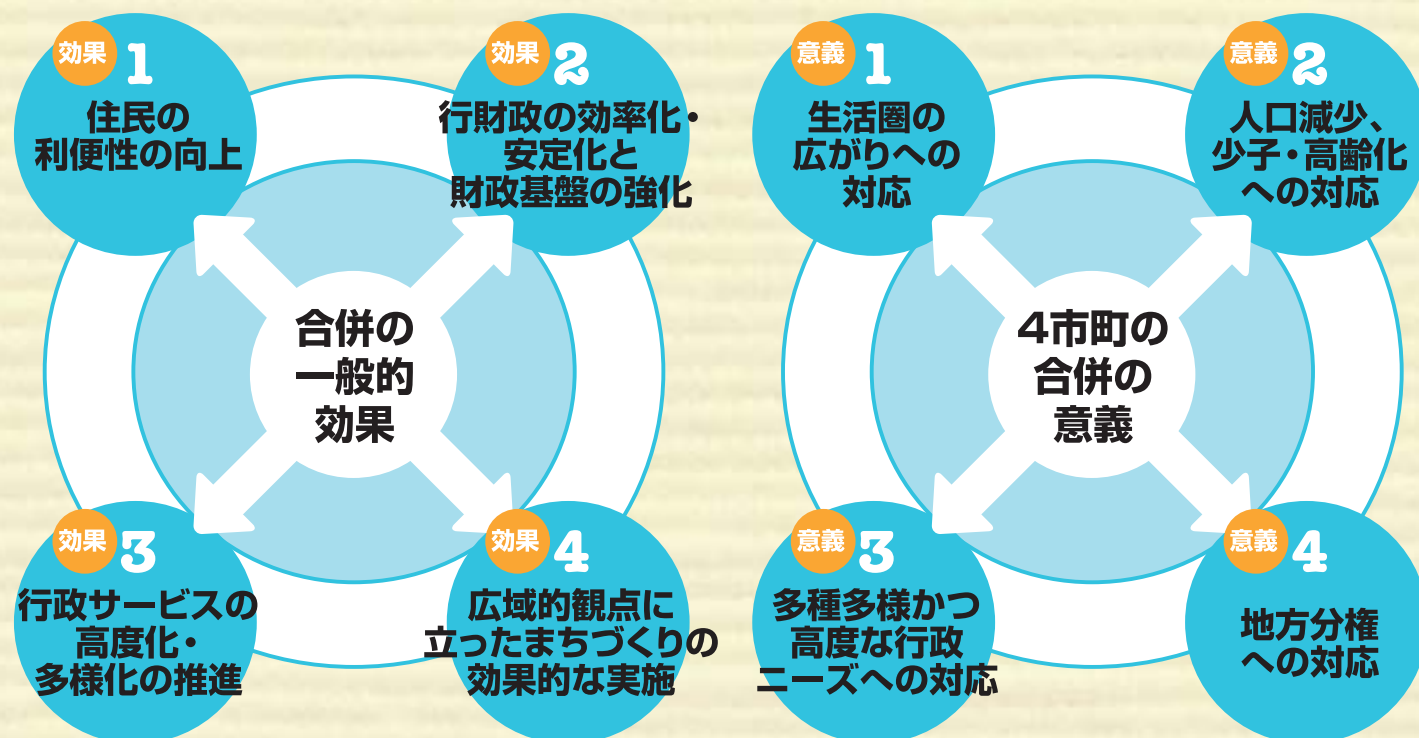 合併の
一般的
効果
効果1
住民の
利便性の向上
効果2
行財政の効率化・
安定化と
財政基盤の強化
効果3
行政サービスの
高度化・
多様化の推進
効果4
広域的観点に
立ったまちづくりの
効果的な実施
4市町の
合併の
意義
意義1
生活圏の
広がりへの
対応
意義2
人口減少、
少子・高齢化
への対応
意義3
多種多様かつ
高度な行政
ニーズへの対応
意義4
地方分権
への対応